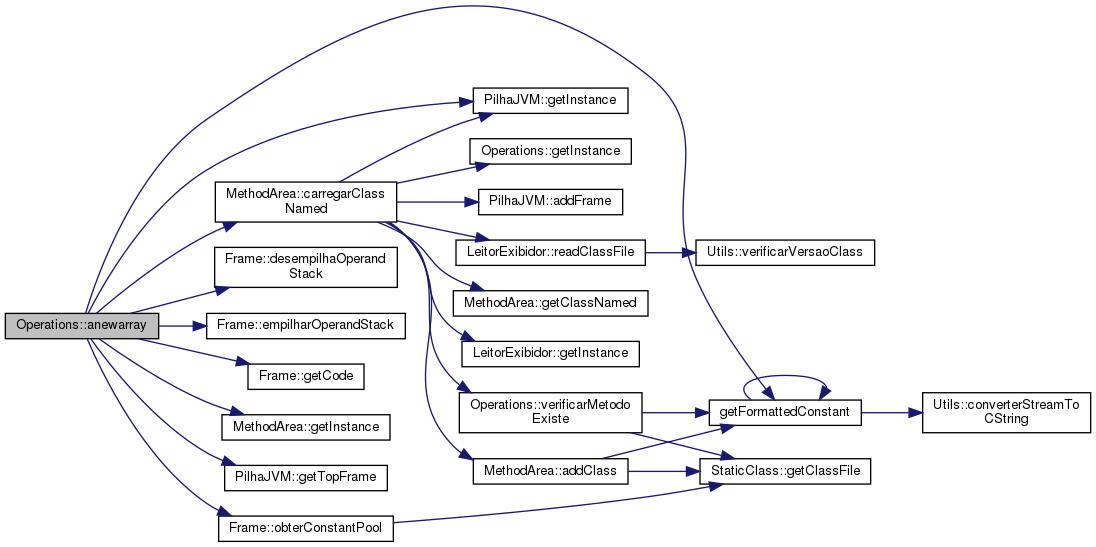 PilhaJVM::getInstance
Operations::getInstance
MethodArea::carregarClass
Named
PilhaJVM::addFrame
LeitorExibidor::readClassFile
Utils::verificarVersaoClass
Frame::desempilhaOperand
Stack
MethodArea::getClassNamed
Operations::anewarray
Frame::empilharOperandStack
LeitorExibidor::getInstance
Frame::getCode
Operations::verificarMetodo
Existe
getFormattedConstant
Utils::converterStreamTo
CString
MethodArea::getInstance
PilhaJVM::getTopFrame
MethodArea::addClass
StaticClass::getClassFile
Frame::obterConstantPool